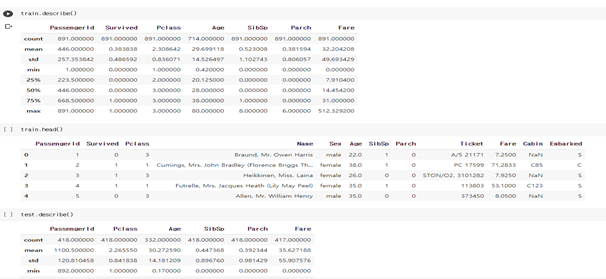 train.describe()
PassengerId Survived Pclass Age SibSp Parch Fare
count 891.000000 891.000000 891.000000 714.000000 891.000000 891.000000 891.000000
mean 446.000000 0.383838 2.308642 29.699118 0.523008 0.381594 32.204208
std 257.353842 0.486592 0.836071 14.526497 1.102743 0.806057 49.693429
min 1.000000 0.000000 1.000000 0.420000 0.000000 0.000000 0.000000
25% 223.500000 0.000000 2.000000 20.125000 0.000000 0.000000 7.910400
50% 446.000000 0.000000 3.000000 28.000000 0.000000 0.000000 14.454200
75% 668.500000 1.000000 3.000000 38.000000 1.000000 0.000000 31.000000
max 891.000000 1.000000 3.000000 80.000000 8.000000 6.000000 512.329200
[ ] train.head()
PassengerId Survived Pclass Name Sex Age SibSp Parch Ticket Fare Cabin Embarked
0 1 0 3 Braund, Mr. Owen Harris male 22.0 1 0 A/5 21171 7.2500 NaN S
1 2 1 1 Cumings, Mrs. John Bradley (Florence Briggs Th... female 38.0 1 0 PC 17599 71.2833 C85 C
2 3 1 3 Heikkinen, Miss. Laina female 26.0 0 0 STON/O2. 3101282 7.9250 NaN S
3 4 1 1 Futrelle, Mrs. Jacques Heath (Lily May Peel) female 35.0 1 0 113803 53.1000 C123 S
4 5 0 3 Allen, Mr. William Henry male 35.0 0 0 373450 8.0500 NaN S
[ ] test.describe()
PassengerId Pclass Age SibSp Parch Fare
count 418.000000 418.000000 332.000000 418.000000 418.000000 417.000000
mean 1100.500000 2.265550 30.272590 0.447368 0.392344 35.627188
std 120.810458 0.841838 14.181209 0.896760 0.981429 55.907576
min 892.000000 1.000000 0.170000 0.000000 0.000000 0.000000